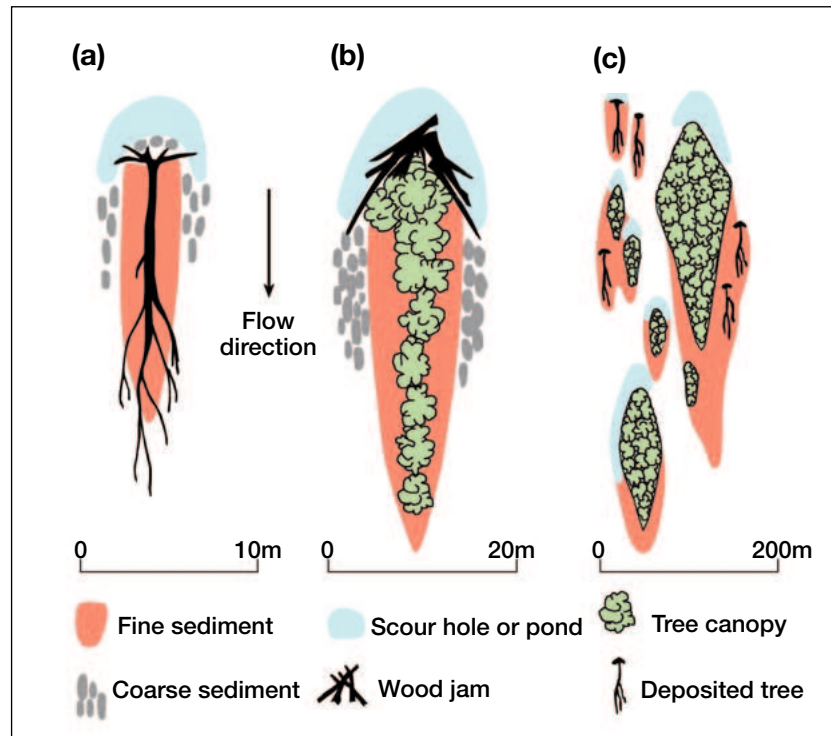 (a)
(b)
(c)
Flow
direction
0 10m
0 20m
0 200m
Fine sediment
Scour hole or pond
Tree canopy
Coarse sediment
Wood jam
Deposited tree